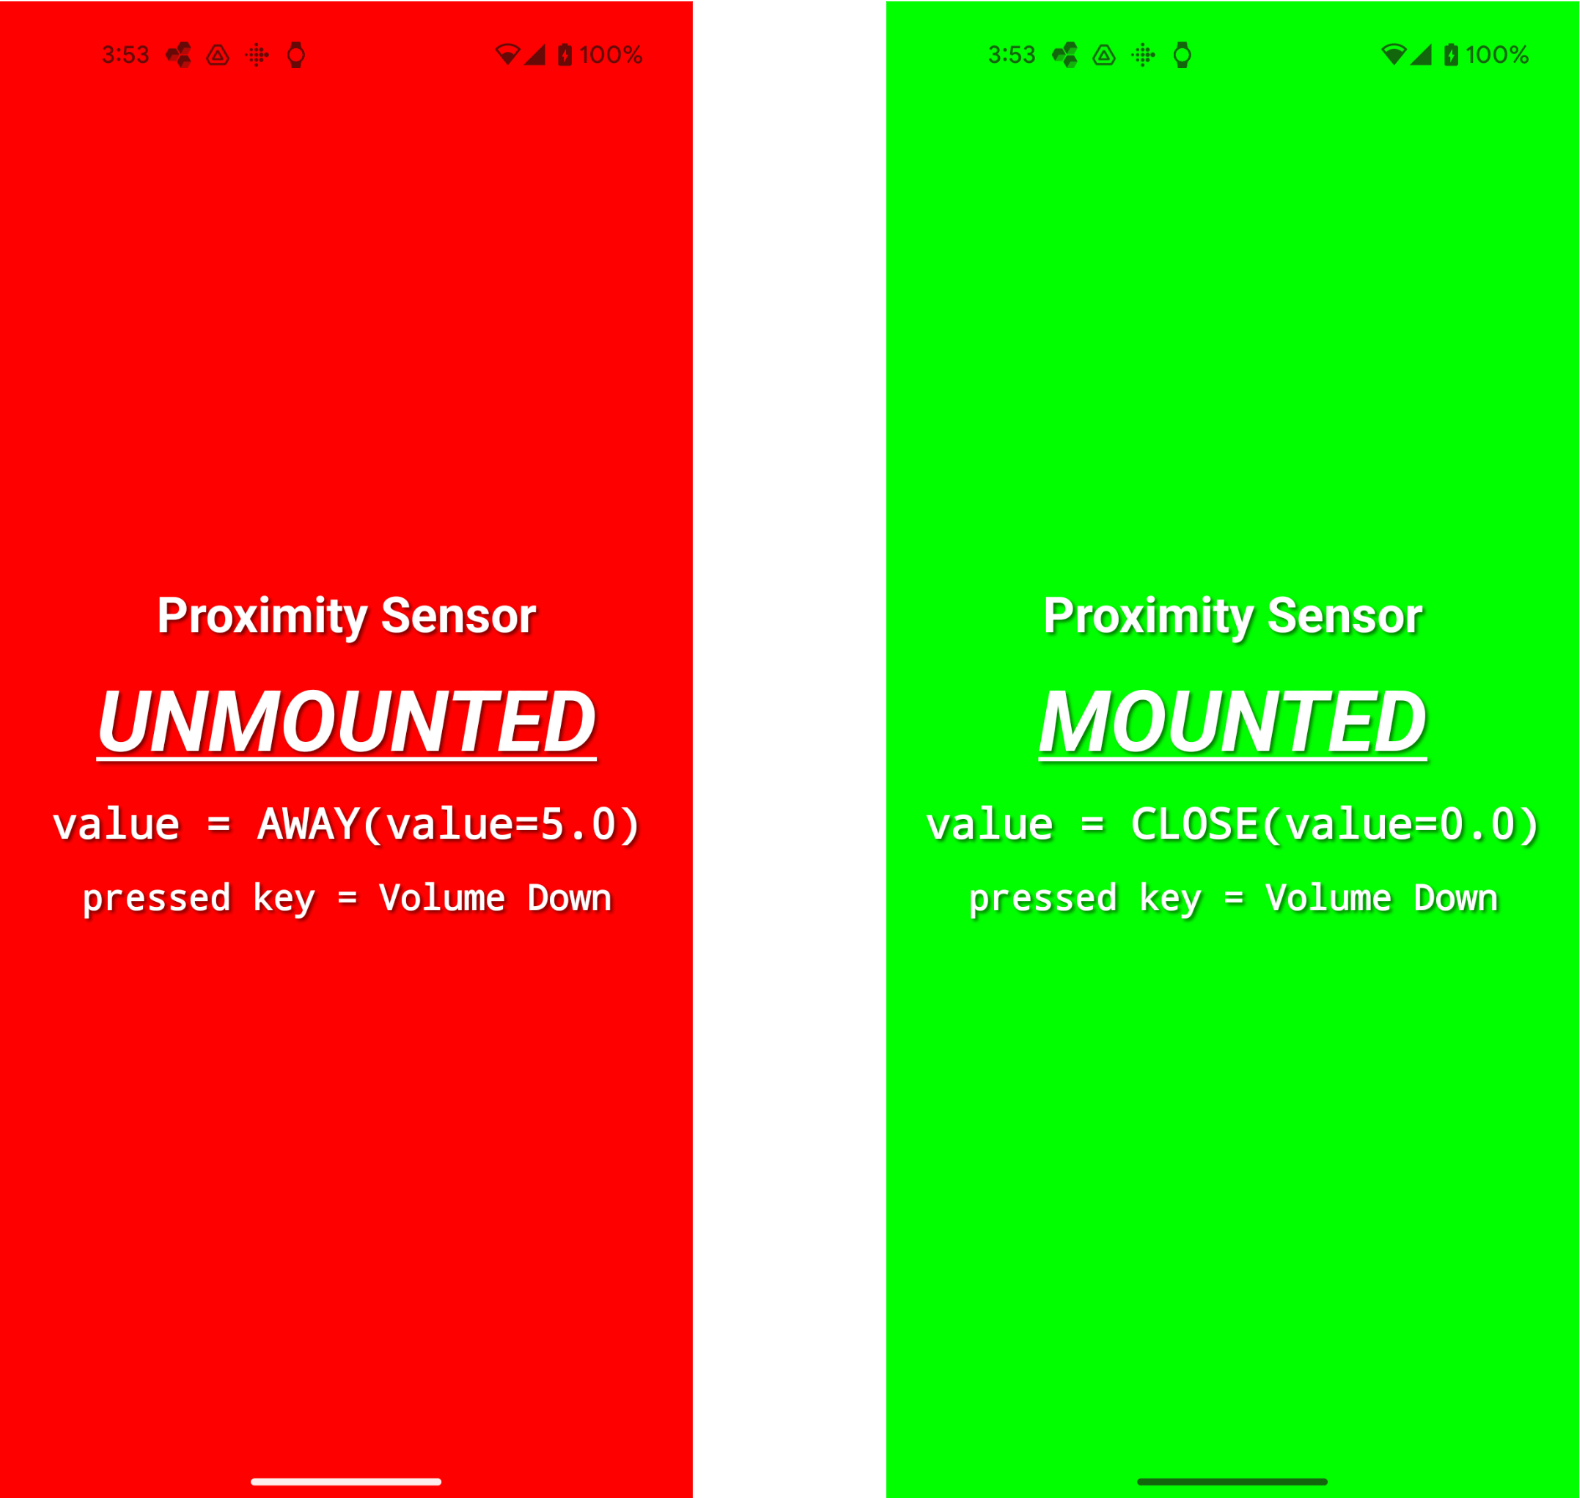 3:53 100%
Proximity Sensor
UNMOUNTED
value = AWAY(value=5.0)
pressed key = Volume Down
3:53 100%
Proximity Sensor
MOUNTED
value = CLOSE(value=0.0)
pressed key = Volume Down